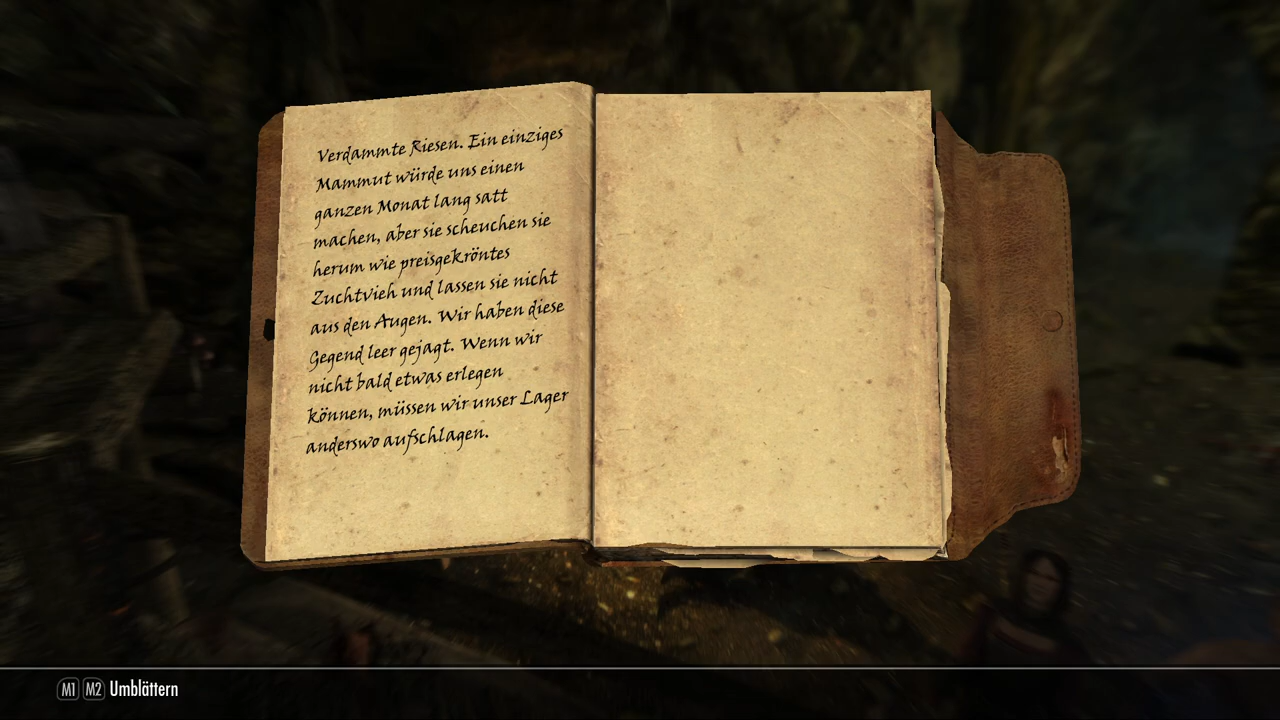 Verdammte Riesen. Ein einziges
Mammut würde uns einen
ganzen Monat lang satt
machen, aber sie scheuchen sie
herum wie preisgekröntes
Zuchtvieh und lassen sie nicht
aus den Augen. Wir haben diese
Gegend leer gejagt. Wenn wir
nicht bald etwas erlegen
können, müssen wir unser Lager
anderswo aufschlagen.
M1 M2 Umblättern